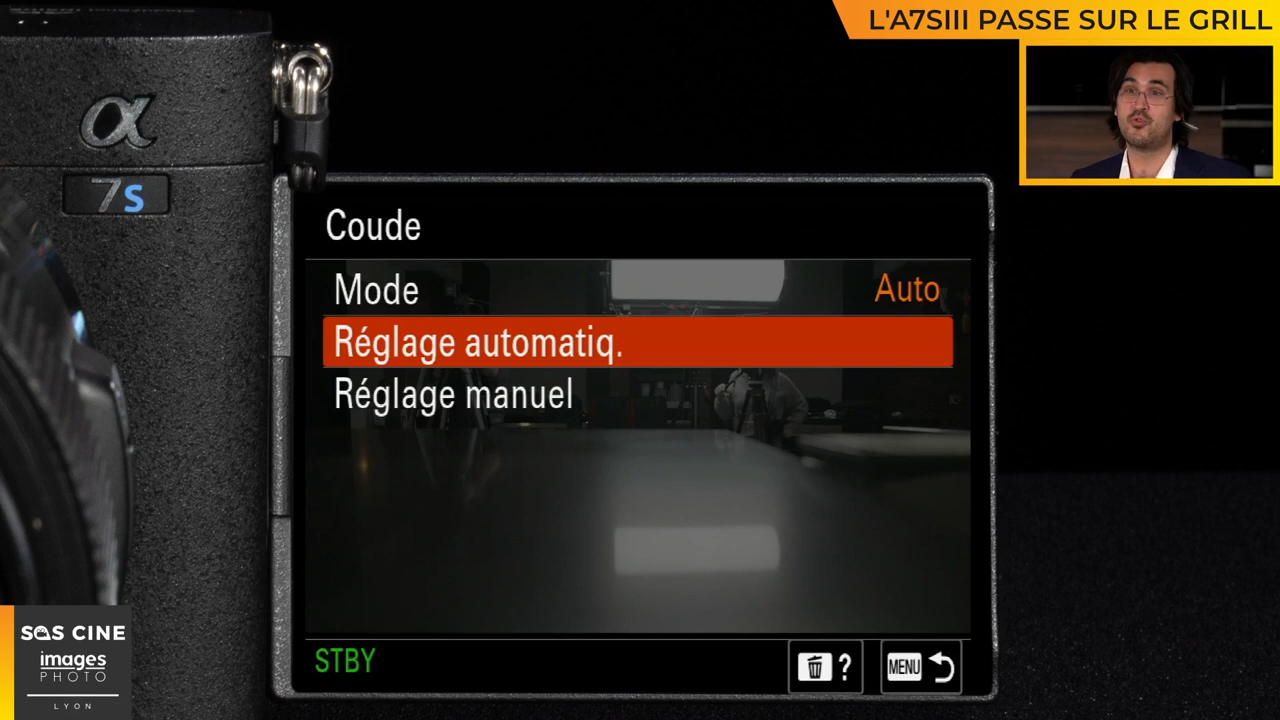 L'A7SIII PASSE SUR LE GRILL
α
7S
Coude
Mode Auto
Réglage automatiq.
Réglage manuel
STBY
?
MENU
SOS CINE
images
PHOTO
LYON